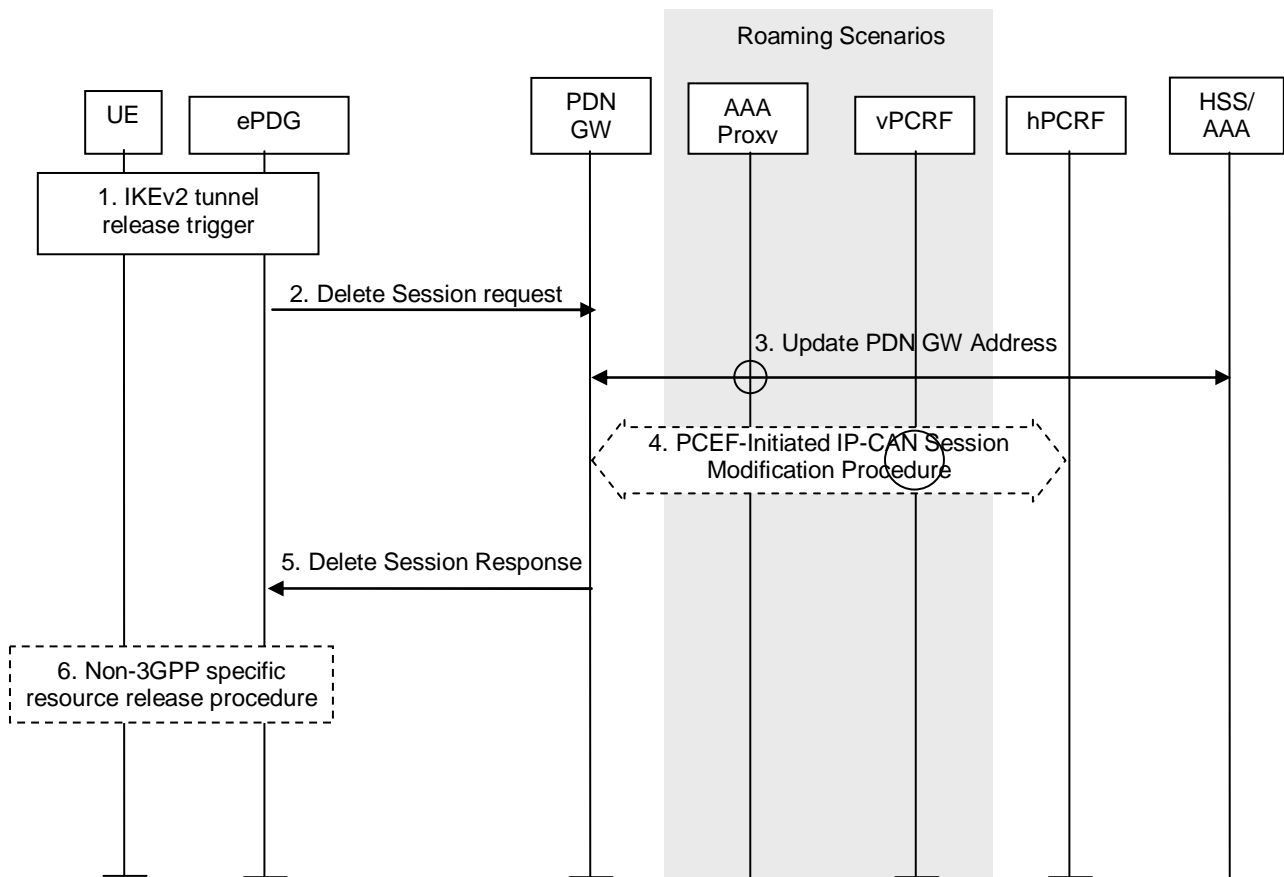 Roaming Scenarios
UE
ePDG
PDN
GW
AAA
Proxy
vPCRF
hPCRF
HSS/
AAA
1. IKEv2 tunnel
release trigger
2. Delete Session request
3. Update PDN GW Address
4. PCEF-Initiated IP-CAN Session
Modification Procedure
5. Delete Session Response
6. Non-3GPP specific
resource release procedure